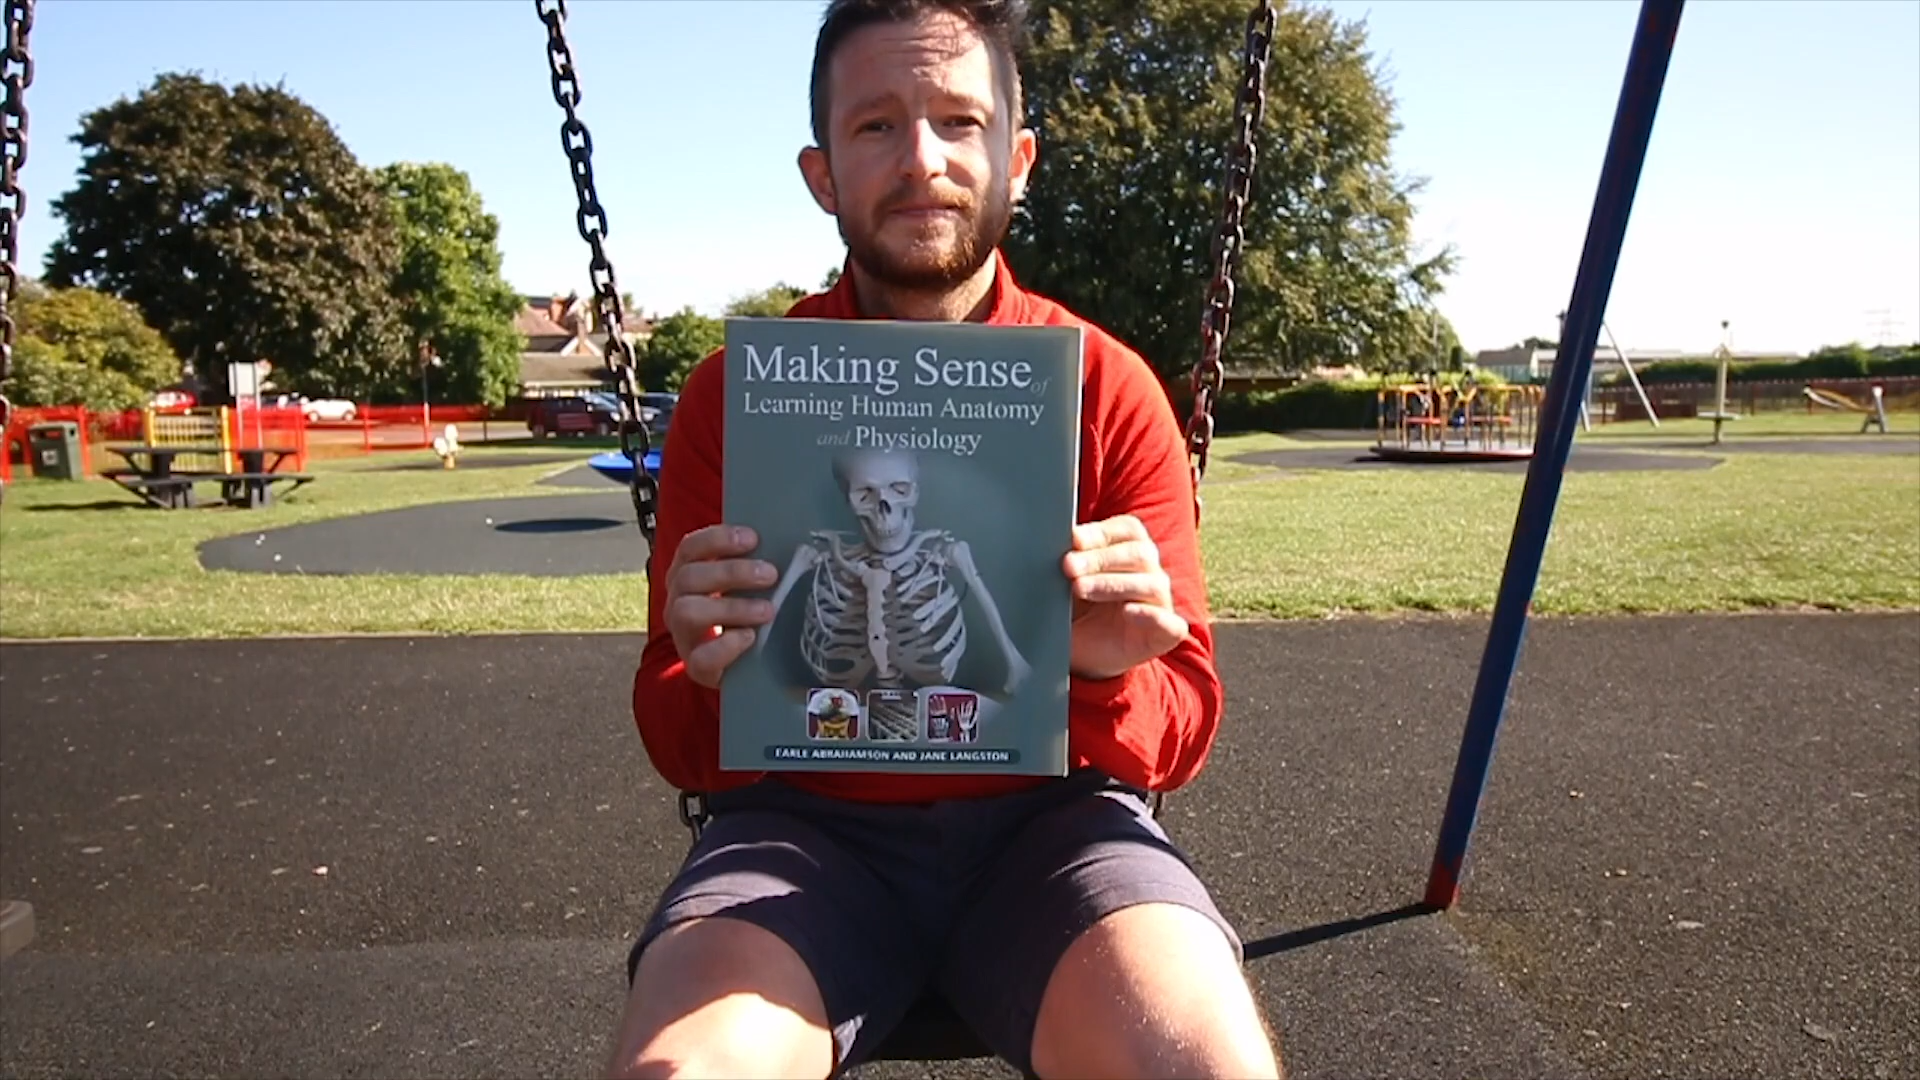 Making Sense of
Learning Human Anatomy
and Physiology
EARLE ABRAHAMSON AND JANE LANGSTON